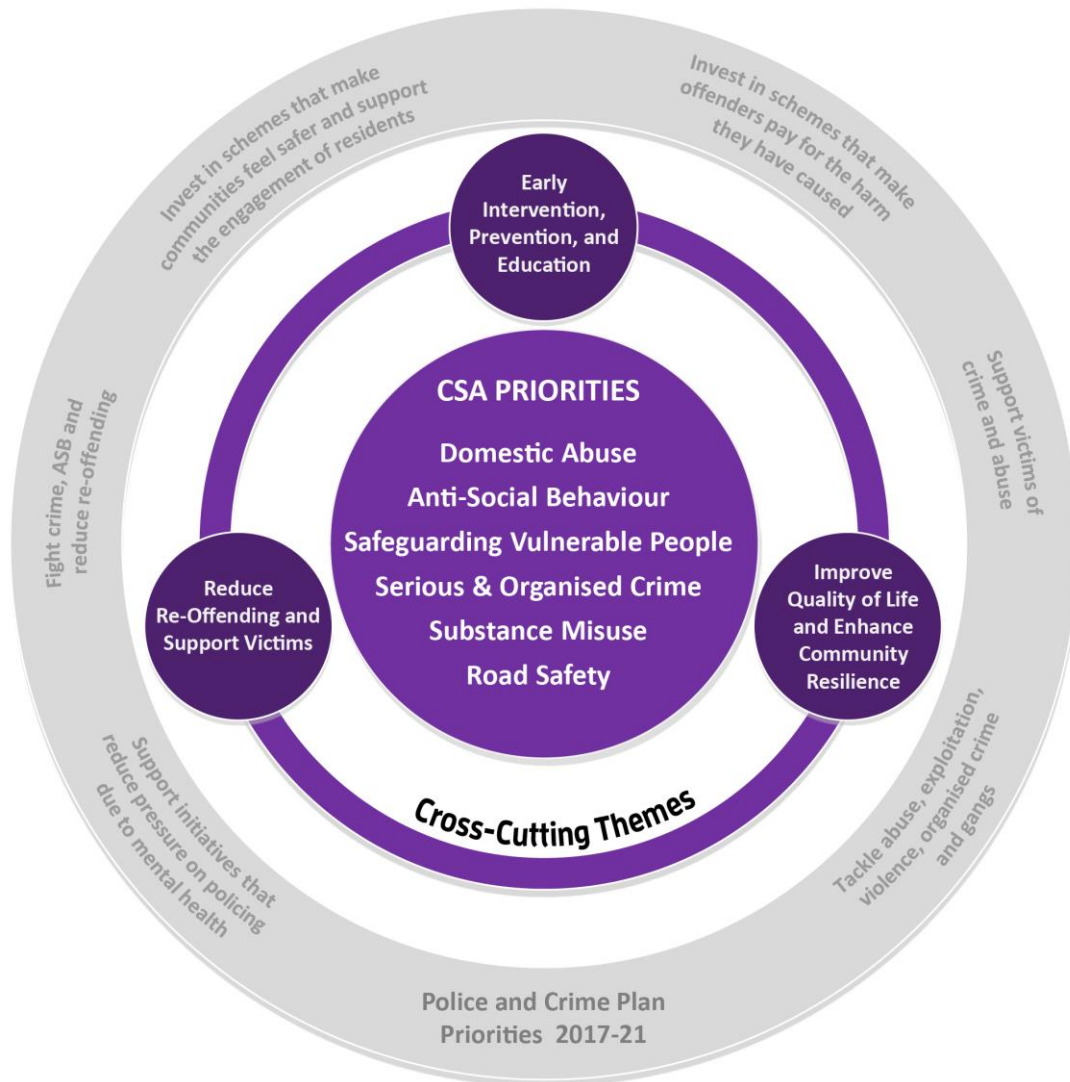 Invest in schemes that make
communities feel safer and support
the engagement of residents
Invest in schemes that make
offenders pay for the harm
they have caused
Early
Intervention,
Prevention, and
Education
CSA PRIORITIES
Domestic Abuse
Anti-Social Behaviour
Safeguarding Vulnerable People
Serious & Organised Crime
Substance Misuse
Road Safety
Fight crime, ASB and
reduce re-offending
Support victims of
crime and abuse
Reduce
Re-Offending and
Support Victims
Improve
Quality of Life
and Enhance
Community
Resilience
Support initiatives that
reduce pressure on policing
due to mental health
Cross-Cutting Themes
Tackle abuse, exploitation,
violence, organised crime
and gangs
Police and Crime Plan
Priorities 2017-21